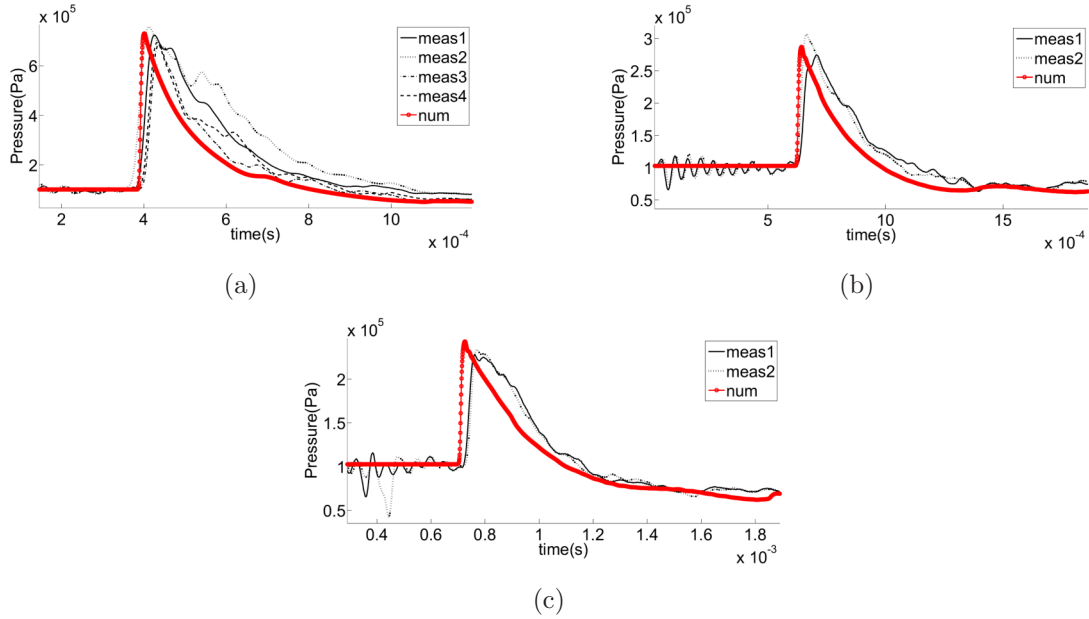 x 10^5
Pressure(Pa)
6
4
2
2
4
6
8
10
time(s)
x 10^-4
meas1
meas2
meas3
meas4
num
(a)
x 10^5
Pressure(Pa)
3
2.5
2
1.5
1
0.5
5
10
15
time(s)
x 10^-4
meas1
meas2
num
(b)
x 10^5
Pressure(Pa)
2
1.5
1
0.5
0.4
0.6
0.8
1
1.2
1.4
1.6
1.8
time(s)
x 10^-3
meas1
meas2
num
(c)